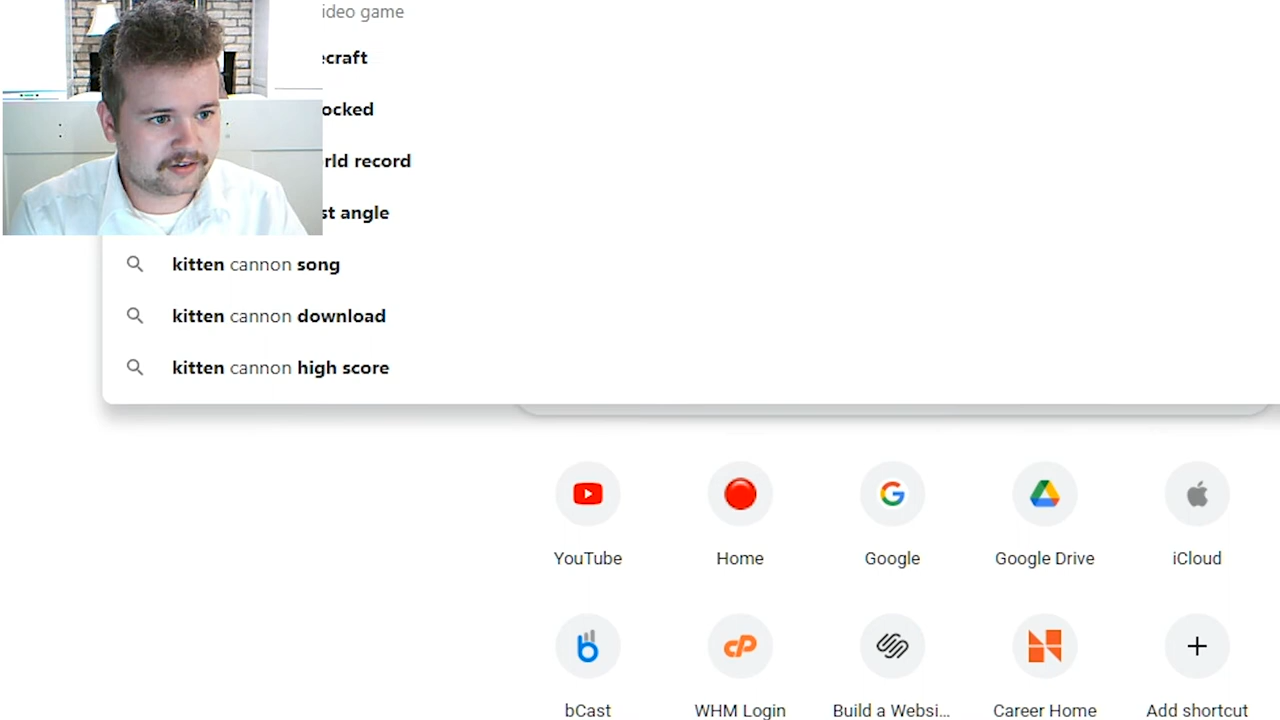 ideo game
ecraft
ocked
rld record
st angle
kitten cannon song
kitten cannon download
kitten cannon high score
YouTube
Home
Google
Google Drive
iCloud
bCast
WHM Login
Build a Websi...
Career Home
Add shortcut